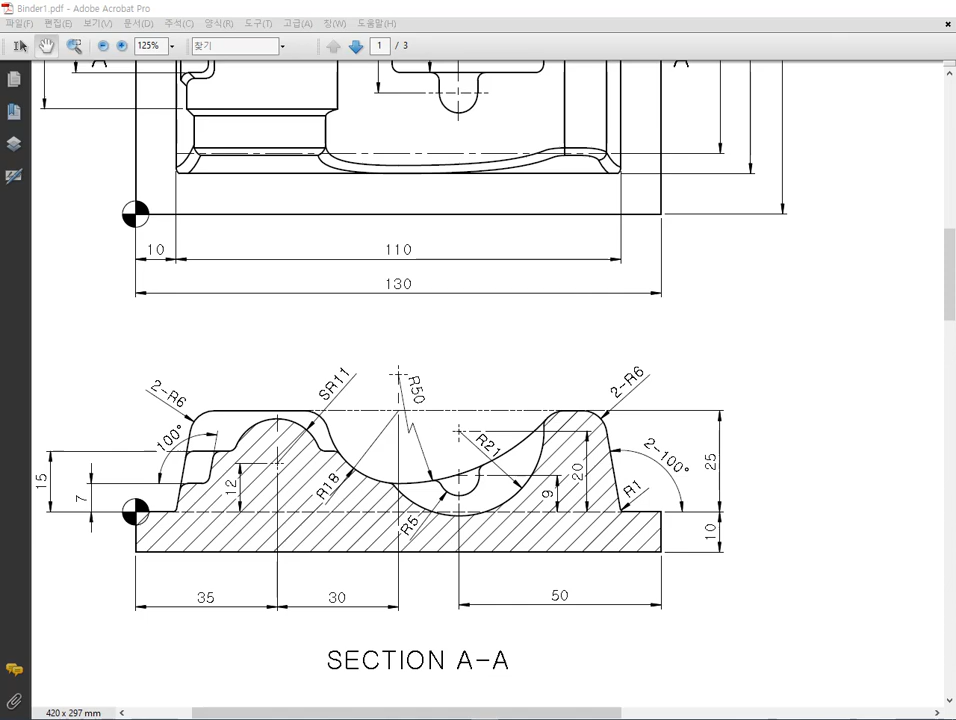 Binder1.pdf - Adobe Acrobat Pro
파일(F) 편집(E) 보기(V) 문서(D) 주석(C) 양식(R) 도구(T) 고급(A) 창(W) 도움말(H)
125% 찾기 1 / 3
A A
10 110
130
2-R6 SR11 R50 2-R6
100° R21 2-100°
15 7 12 R18 R5 9 20 R1 25 10
35 30 50
SECTION A-A
420 x 297 mm